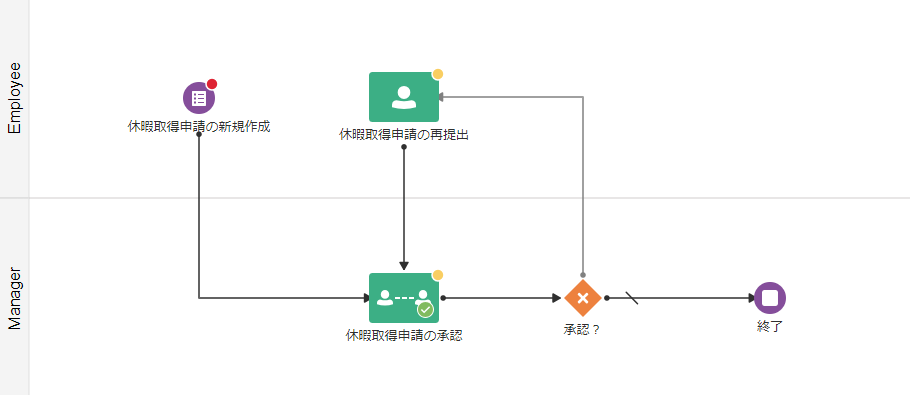 Employee
休暇取得申請の新規作成
休暇取得申請の再提出
Manager
休暇取得申請の承認
承認？
終了